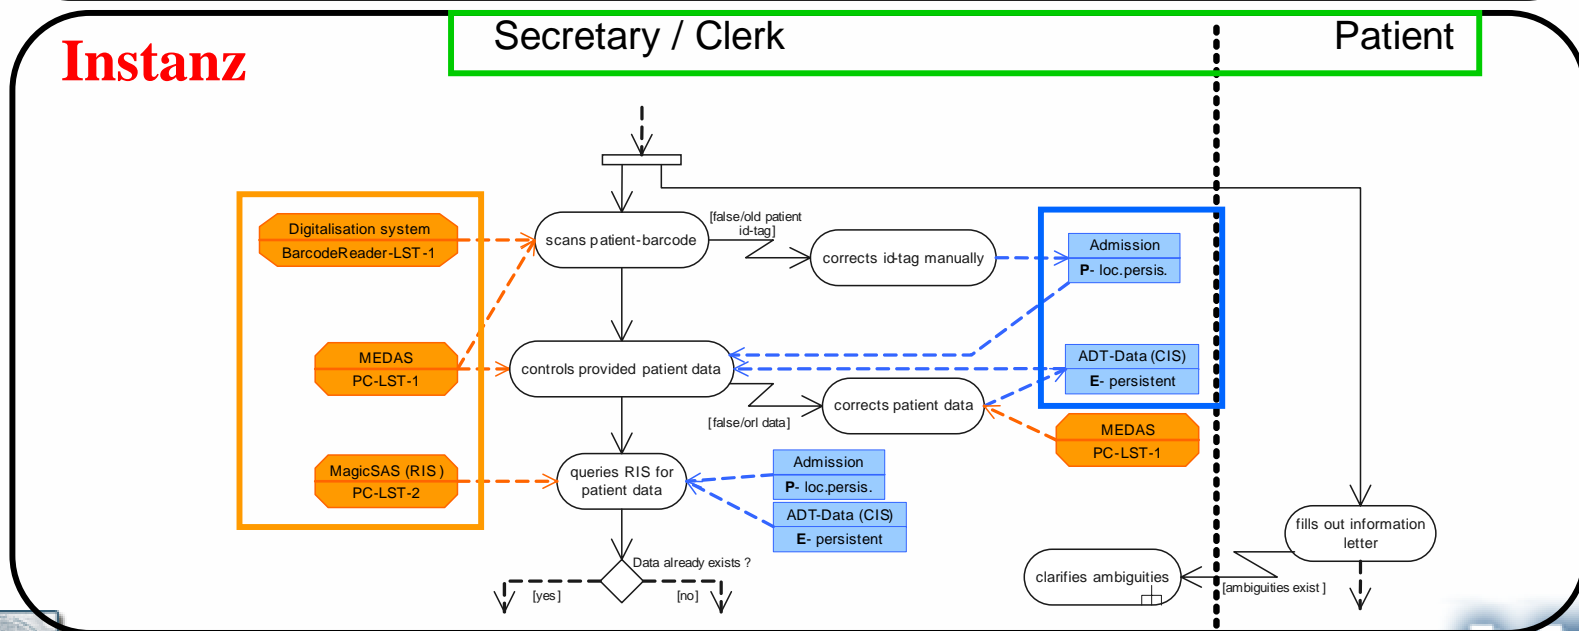 Instanz
Secretary / Clerk
Patient
Digitalisation system
BarcodeReader-LST-1
scans patient-barcode
[false/old patient
id-tag]
corrects id-tag manually
Admission
P- loc.persis.
MEDAS
PC-LST-1
controls provided patient data
ADT-Data (CIS)
E- persistent
[false/orl data]
corrects patient data
MEDAS
PC-LST-1
MagicSAS (RIS )
PC-LST-2
queries RIS for
patient data
Admission
P- loc.persis.
ADT-Data (CIS)
E- persistent
fills out information
letter
Data already exists ?
[yes]
[no]
clarifies ambiguities
[ambiguities exist ]